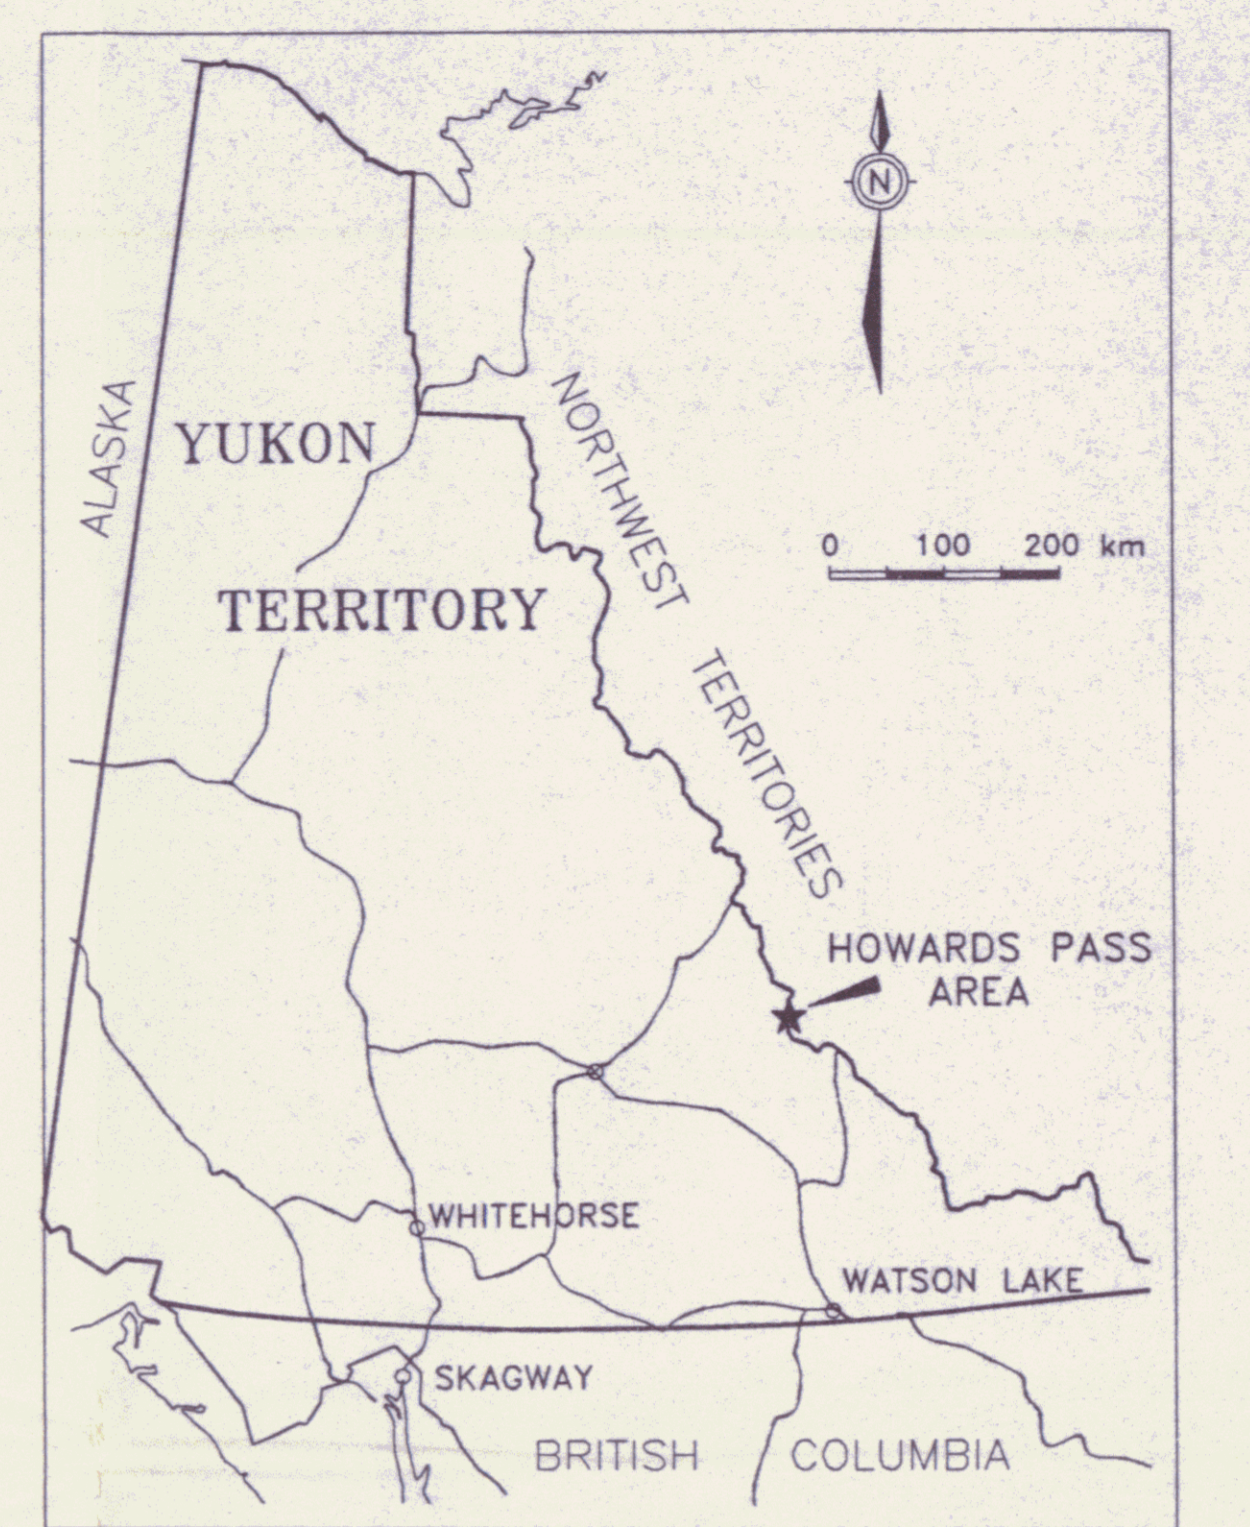 N
ALASKA
YUKON
TERRITORY
NORTHWEST TERRITORIES
0 100 200 km
HOWARDS PASS
AREA
WHITEHORSE
WATSON LAKE
SKAGWAY
BRITISH COLUMBIA